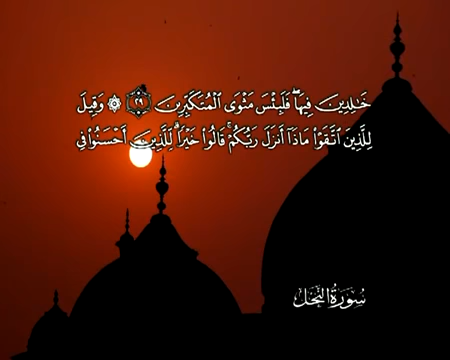 خَٰلِدِينَ فِيهَا ۖ فَلَبِئْسَ مَثْوَى ٱلْمُتَكَبِّرِينَ ٢٩ ۞ وَقِيلَ
لِلَّذِينَ ٱتَّقَوْا۟ مَاذَآ أَنزَلَ رَبُّكُمْ ۚ قَالُوا۟ خَيْرًا ۗ لِّلَّذِينَ أَحْسَنُوا۟ فِى
سُورَةُ النَّحْل